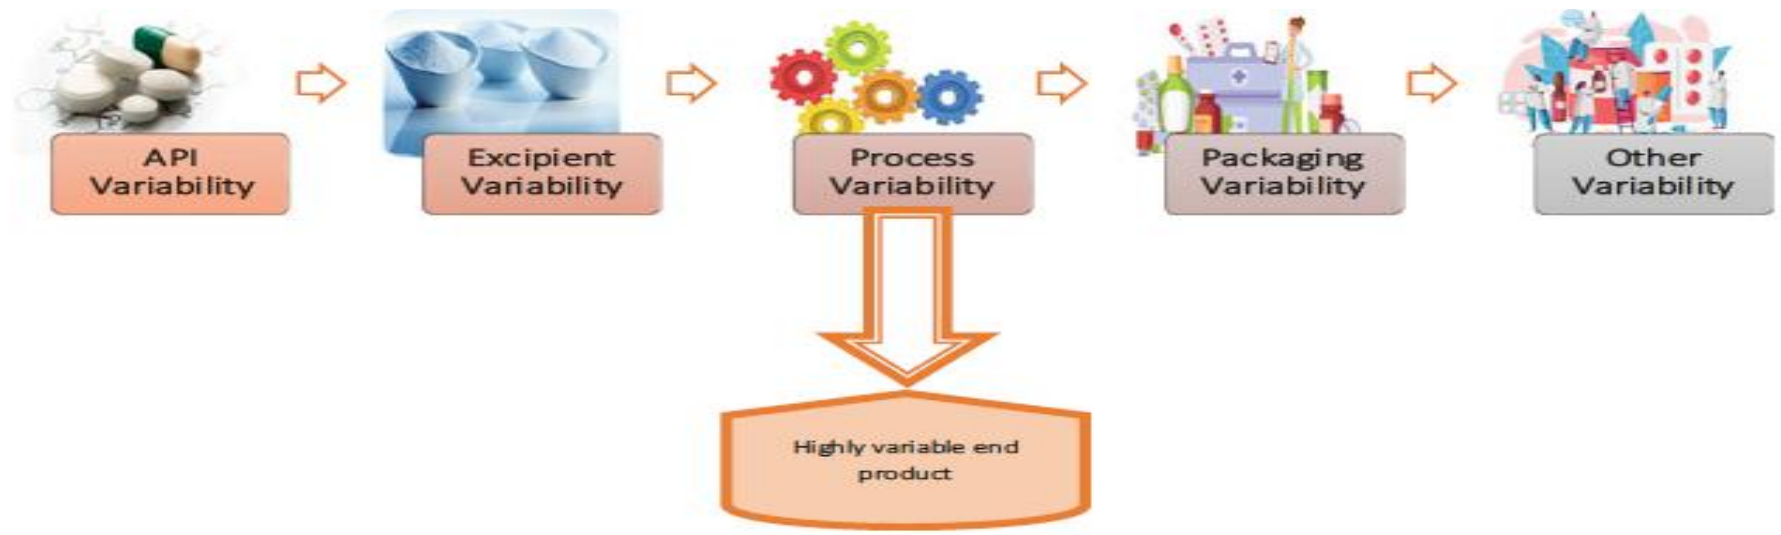 API
Variability
Excipient
Variability
Process
Variability
Packaging
Variability
Other
Variability
Highly variable end
product